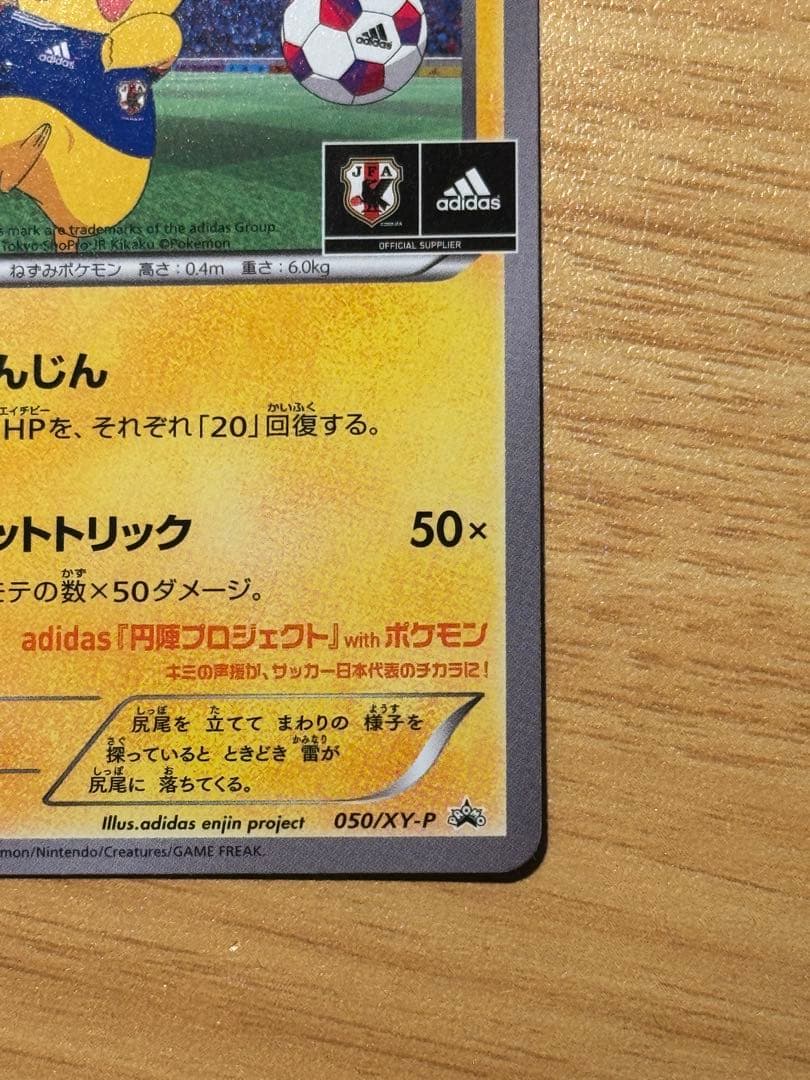 adidas
adidas
JFA
adidas
OFFICIAL SUPPLIER
mark are trademarks of the adidas Group.
Tokyo ShoPro・JR Kikaku ©Pokémon
ねずみポケモン 高さ:0.4m 重さ:6.0kg
んじん
エイチピー かいふく
HPを、それぞれ「20」回復する。
ットトリック 50×
かず
モテの数×50ダメージ。
adidas『円陣プロジェクト』with ポケモン
キミの声援が、サッカー日本代表のチカラに!
しっぽ た ようす
尻尾を 立てて まわりの 様子を
さぐ かみなり
探っていると ときどき 雷が
しっぽ お
尻尾に 落ちてくる。
Illus.adidas enjin project 050/XY-P PROMO
mon/Nintendo/Creatures/GAME FREAK.